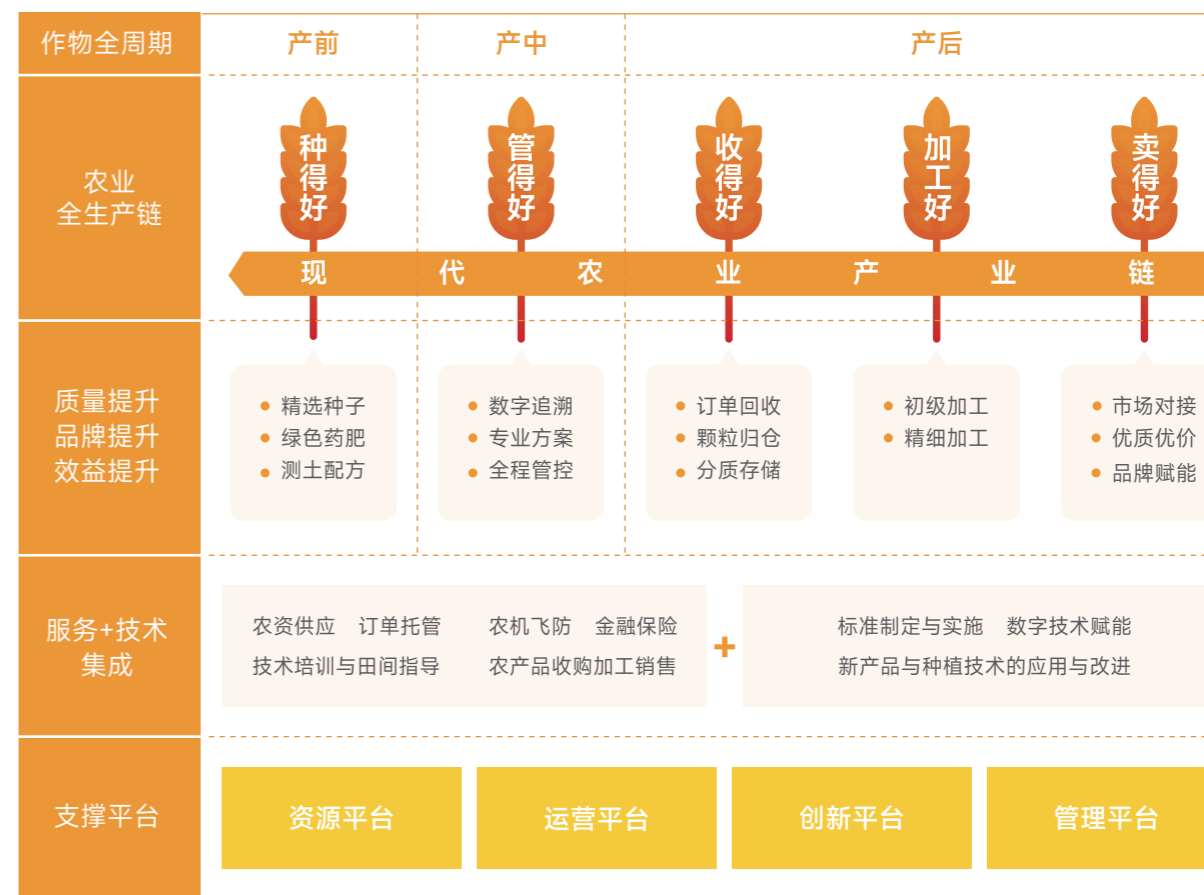 作物全周期
产前
产中
产后
农业
全生产链
种得好
管得好
收得好
加工好
卖得好
现代农业产业链
质量提升
品牌提升
效益提升
精选种子
绿色药肥
测土配方
数字追溯
专业方案
全程管控
订单回收
颗粒归仓
分质存储
初级加工
精细加工
市场对接
优质优价
品牌赋能
服务+技术
集成
农资供应 订单托管 农机飞防 金融保险
技术培训与田间指导 农产品收购加工销售
+
标准制定与实施 数字技术赋能
新产品与种植技术的应用与改进
支撑平台
资源平台
运营平台
创新平台
管理平台